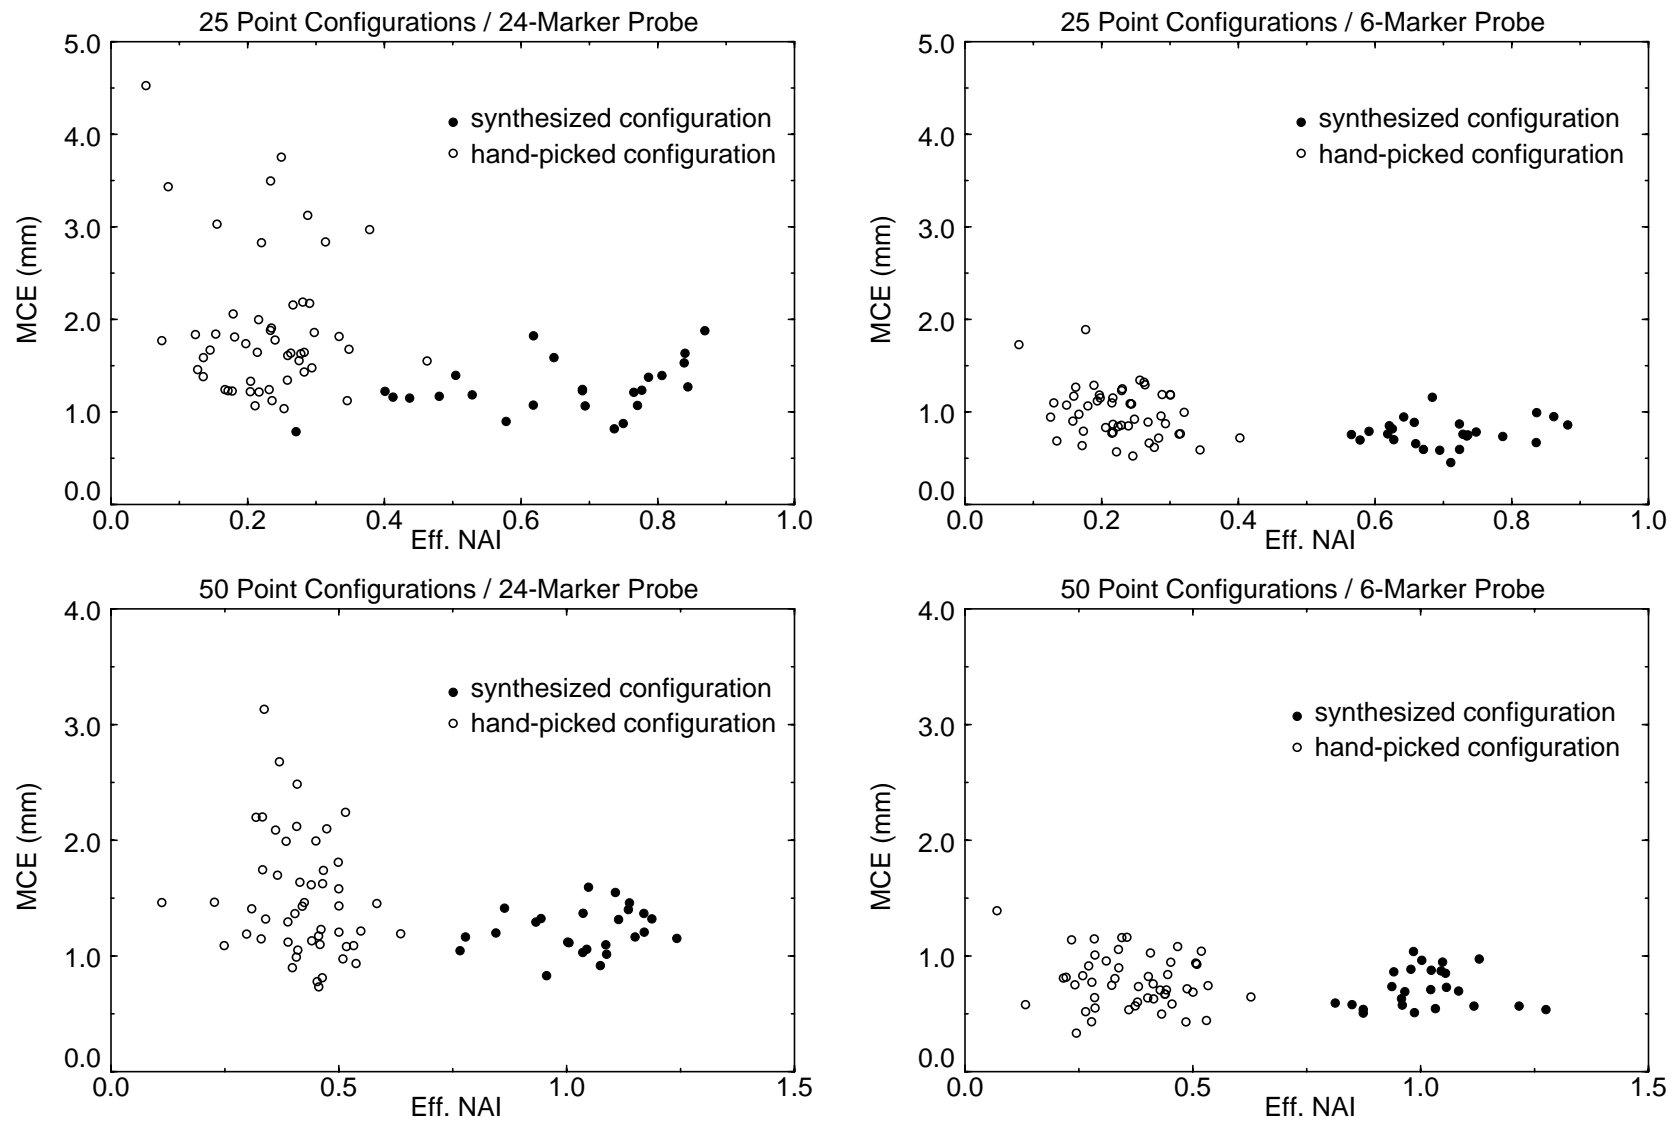 25 Point Configurations / 24-Marker Probe
5.0
4.0
3.0
2.0
1.0
0.0
MCE (mm)
synthesized configuration
hand-picked configuration
0.0 0.2 0.4 0.6 0.8 1.0
Eff. NAI
25 Point Configurations / 6-Marker Probe
5.0
4.0
3.0
2.0
1.0
0.0
MCE (mm)
synthesized configuration
hand-picked configuration
0.0 0.2 0.4 0.6 0.8 1.0
Eff. NAI
50 Point Configurations / 24-Marker Probe
4.0
3.0
2.0
1.0
0.0
MCE (mm)
synthesized configuration
hand-picked configuration
0.0 0.5 1.0 1.5
Eff. NAI
50 Point Configurations / 6-Marker Probe
4.0
3.0
2.0
1.0
0.0
MCE (mm)
synthesized configuration
hand-picked configuration
0.0 0.5 1.0 1.5
Eff. NAI